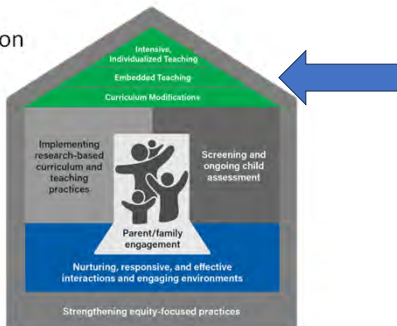 on
Intensive,
Individualized Teaching
Embedded Teaching
Curriculum Modifications
Implementing
research-based
curriculum and
teaching
practices
Screening and
ongoing child
assessment
Parent/family
engagement
Nurturing, responsive, and effective
interactions and engaging environments
Strengthening equity-focused practices